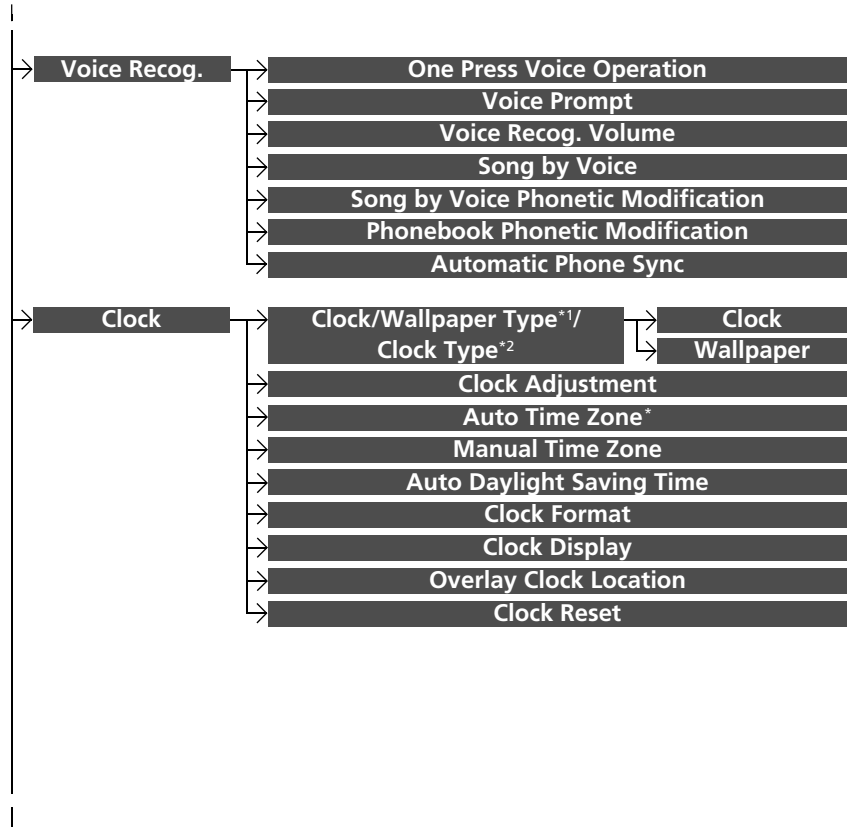 Voice Recog.
One Press Voice Operation
Voice Prompt
Voice Recog. Volume
Song by Voice
Song by Voice Phonetic Modification
Phonebook Phonetic Modification
Automatic Phone Sync
Clock
Clock/Wallpaper Type*1/
Clock Type*2
Clock
Wallpaper
Clock Adjustment
Auto Time Zone*
Manual Time Zone
Auto Daylight Saving Time
Clock Format
Clock Display
Overlay Clock Location
Clock Reset